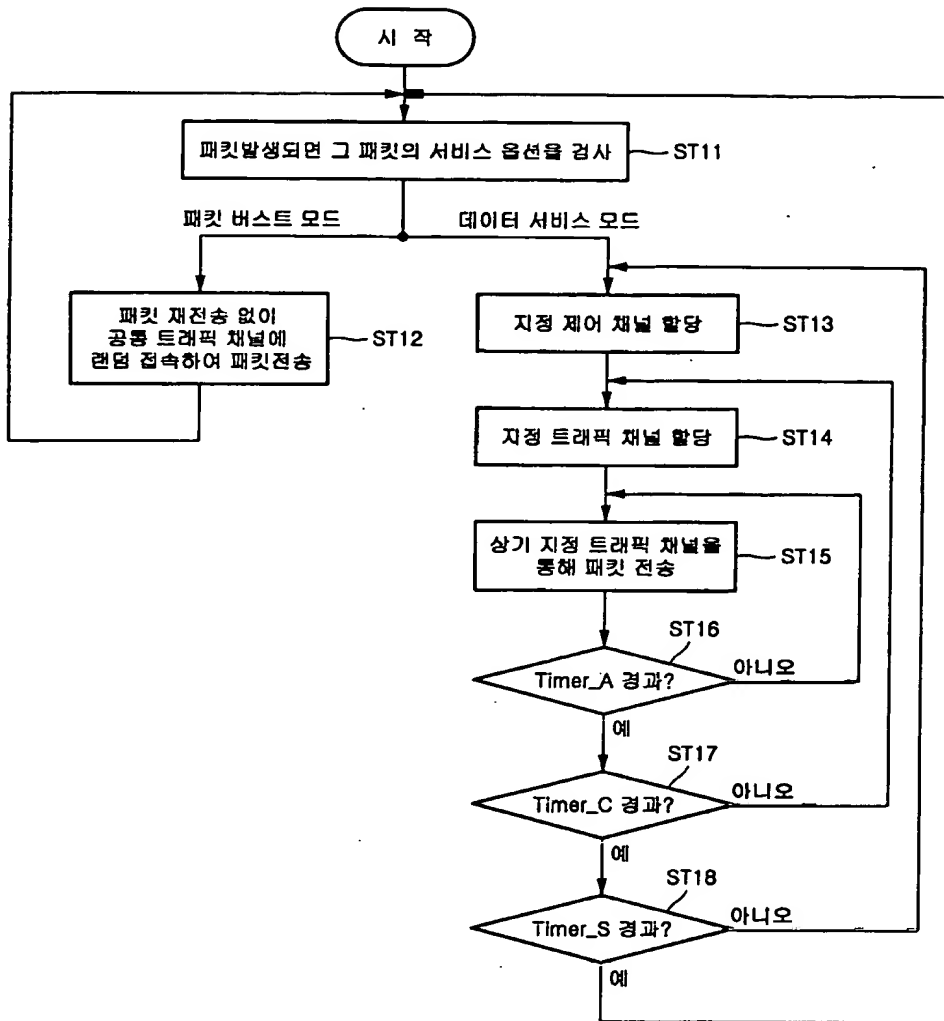 시 작
패킷발생되면 그 패킷의 서비스 옵션을 검사
ST11
패킷 버스트 모드
데이터 서비스 모드
패킷 재전송 없이
공통 트래픽 채널에
랜덤 접속하여 패킷전송
ST12
지정 제어 채널 할당
ST13
지정 트래픽 채널 할당
ST14
상기 지정 트래픽 채널을
통해 패킷 전송
ST15
ST16
Timer_A 경과?
아니오
예
ST17
Timer_C 경과?
아니오
예
ST18
Timer_S 경과?
아니오
예